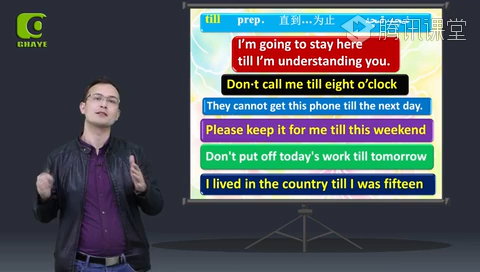 GHAYE
till prep. 直到...为止
腾讯课堂
I'm going to stay here
till I'm understanding you.
Don·t call me till eight o'clock
They cannot get this phone till the next day.
Please keep it for me till this weekend
Don't put off today's work till tomorrow
I lived in the country till I was fifteen